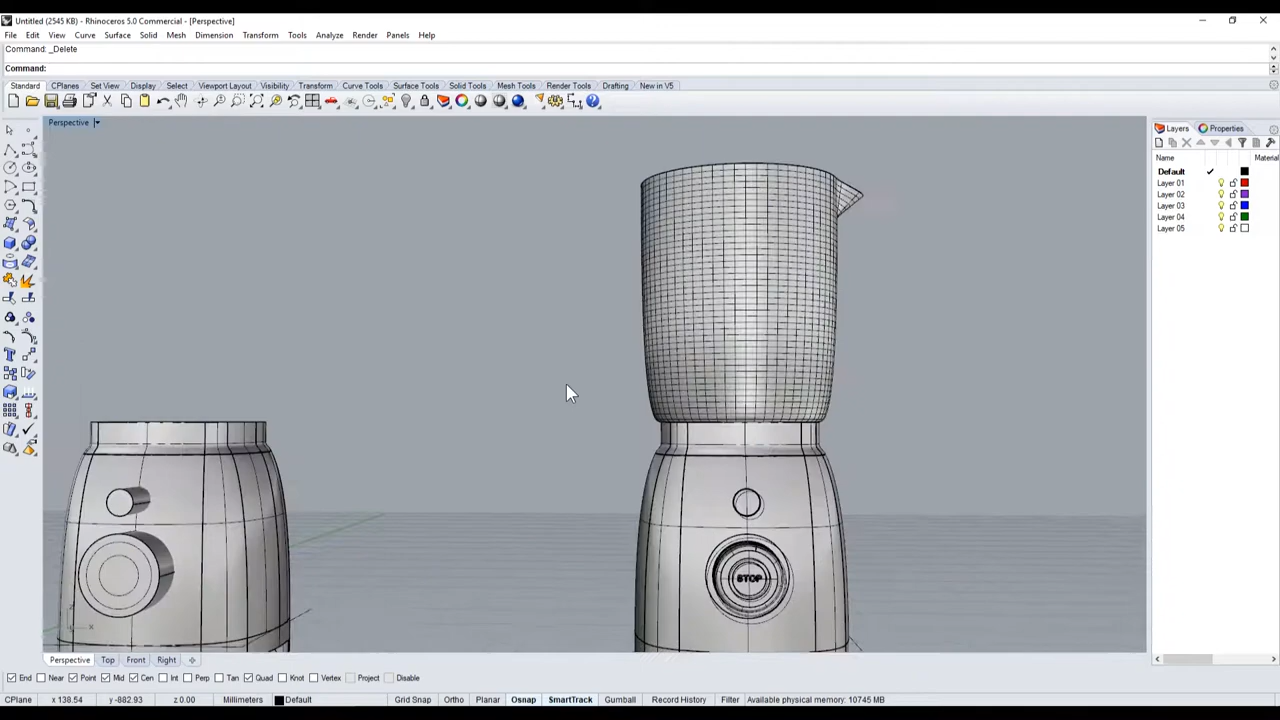 Untitled (2545 KB) - Rhinoceros 5.0 Commercial - [Perspective]
File Edit View Curve Surface Solid Mesh Dimension Transform Tools Analyze Render Panels Help
Command: _Delete
Command:
Standard CPlanes Set View Display Select Viewport Layout Visibility Transform Curve Tools Surface Tools Solid Tools Mesh Tools Render Tools Drafting New in V5
Perspective
Layers Properties
Name Material
Default
Layer 01
Layer 02
Layer 03
Layer 04
Layer 05
STOP
x
Perspective Top Front Right
End Near Point Mid Cen Int Perp Tan Quad Knot Vertex Project Disable
CPlane x 138.54 y -882.93 z 0.00 Millimeters Default Grid Snap Ortho Planar Osnap SmartTrack Gumball Record History Filter Available physical memory: 10745 MB